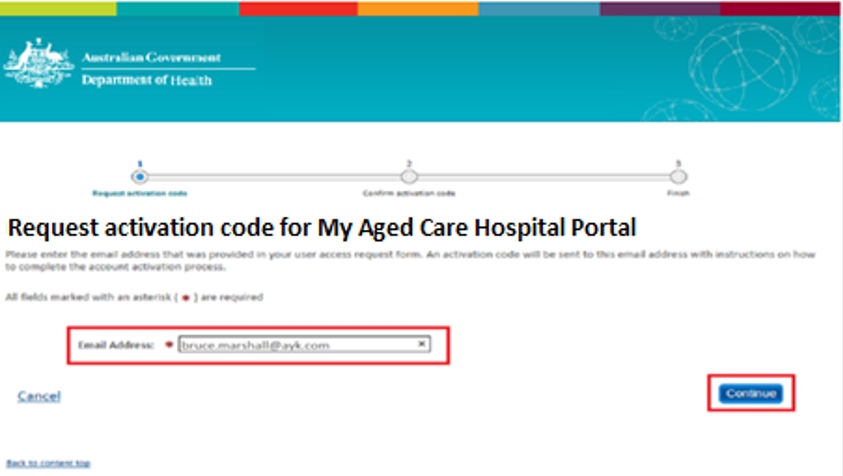 Australian Government
Department of Health
1 2 3
Request activation code Confirm activation code Finish
Request activation code for My Aged Care Hospital Portal
Please enter the email address that was provided in your user access request form. An activation code will be sent to this email address with instructions on how
to complete the account activation process.
All fields marked with an asterisk ( * ) are required
Email Address: * bruce.marshall@ayk.com ×
Cancel Continue
Back to content top